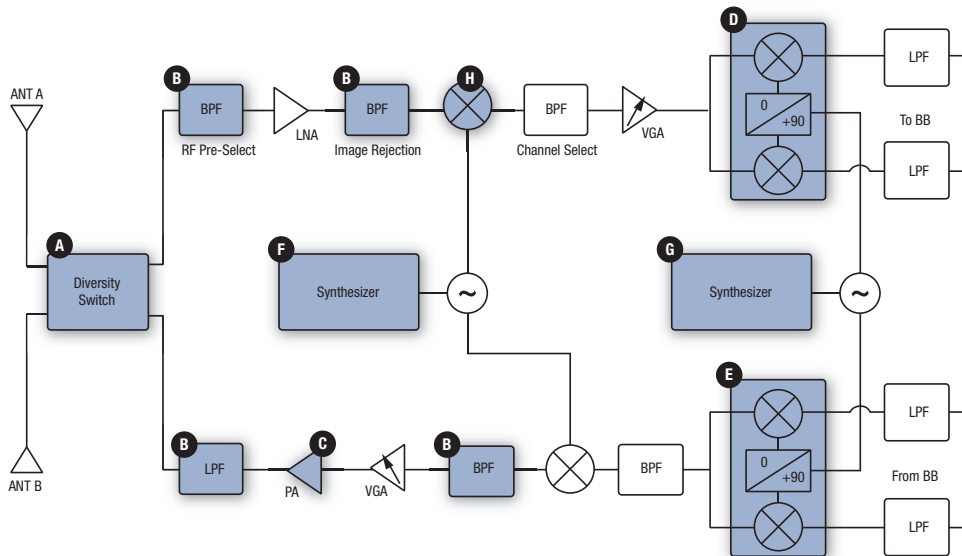 D
B
B
H
LPF
ANT A
BPF
BPF
BPF
0
+90
To BB
LNA
VGA
RF Pre-Select
Image Rejection
Channel Select
LPF
A
F
G
Diversity
Switch
Synthesizer
~
Synthesizer
~
E
LPF
B
C
B
LPF
BPF
BPF
0
+90
From BB
ANT B
PA
VGA
LPF